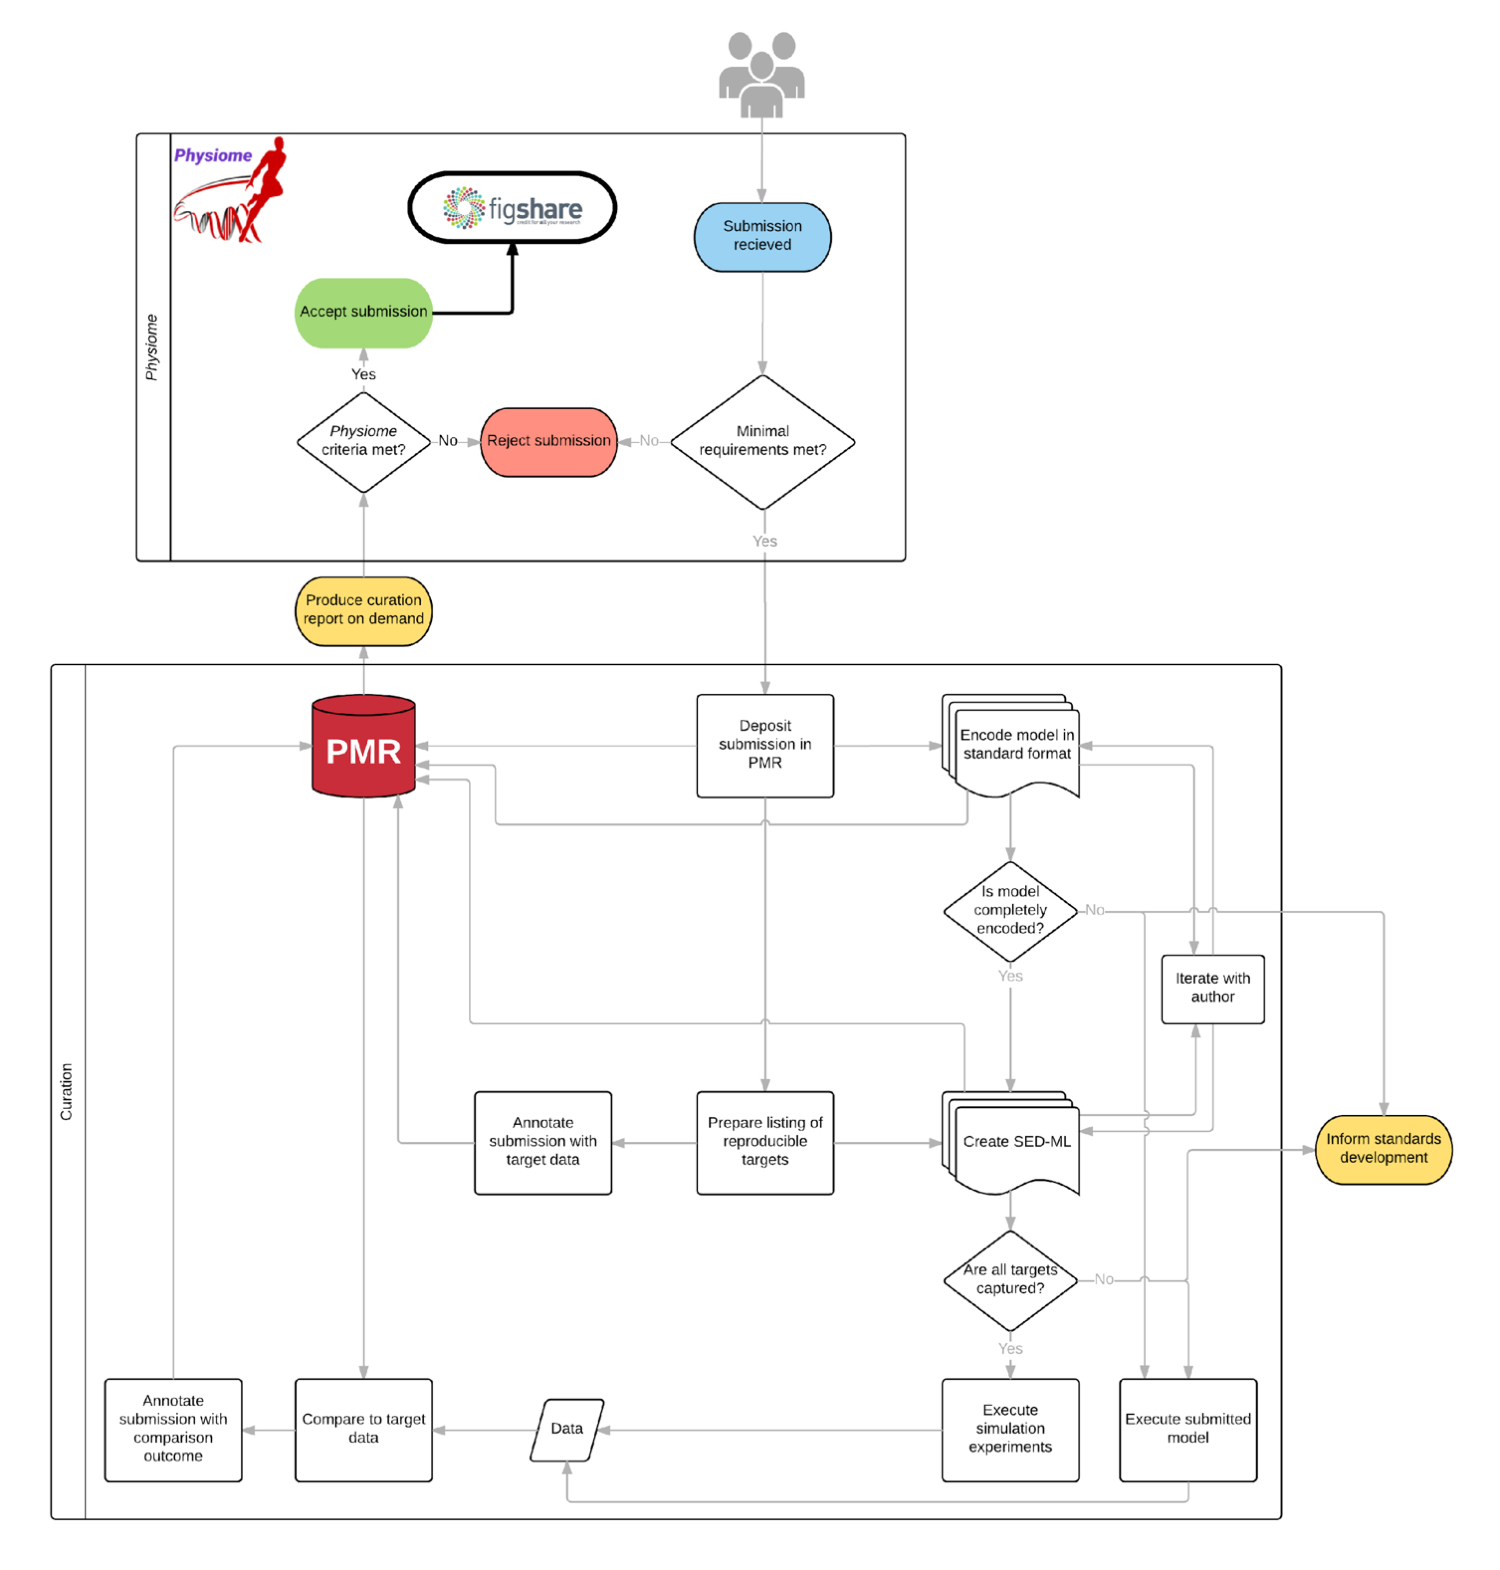 Physiome
figshare
credit for all your research
Submission
recieved
Physiome
Accept submission
Yes
Physiome
criteria met?
No
Reject submission
No
Minimal
requirements met?
Yes
Produce curation
report on demand
PMR
Deposit
submission in
PMR
Encode model in
standard format
Is model
completely
encoded?
No
Yes
Iterate with
author
Curation
Annotate
submission with
target data
Prepare listing of
reproducible
targets
Create SED-ML
Inform standards
development
Are all targets
captured?
No
Yes
Annotate
submission with
comparison
outcome
Compare to target
data
Data
Execute
simulation
experiments
Execute submitted
model